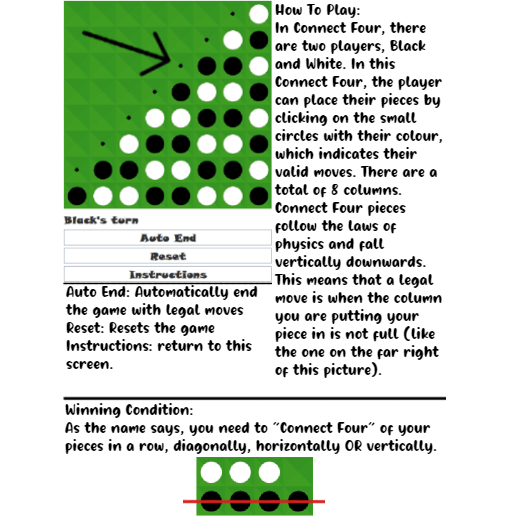 How To Play:
In Connect Four, there
are two players, Black
and White. In this
Connect Four, the player
can place their pieces by
clicking on the small
circles with their colour,
which indicates their
valid moves. There are a
total of 8 columns.
Connect Four pieces
follow the laws of
physics and fall
vertically downwards.
This means that a legal
move is when the column
you are putting your
piece in is not full (like
the one on the far right
of this picture).
Black's turn
Auto End
Reset
Instructions
Auto End: Automatically end
the game with legal moves
Reset: Resets the game
Instructions: return to this
screen.
Winning Condition:
As the name says, you need to "Connect Four" of your
pieces in a row, diagonally, horizontally OR vertically.